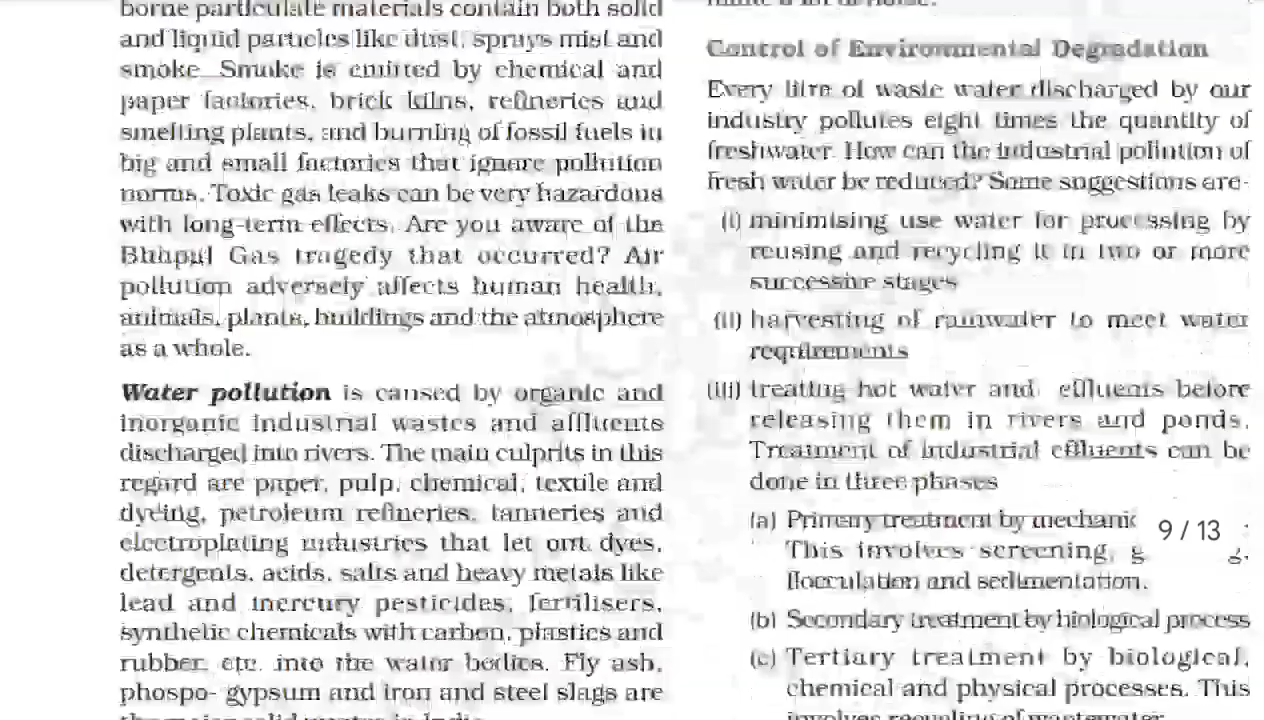 borne particulate materials contain both solid
and liquid particles like dust, sprays mist and
smoke. Smoke is emitted by chemical and
paper factories, brick kilns, refineries and
smelting plants, and burning of fossil fuels in
big and small factories that ignore pollution
norms. Toxic gas leaks can be very hazardous
with long-term effects. Are you aware of the
Bhopal Gas tragedy that occurred? Air
pollution adversely affects human health,
animals, plants, buildings and the atmosphere
as a whole.
Water pollution is caused by organic and
inorganic industrial wastes and affluents
discharged into rivers. The main culprits in this
regard are paper, pulp, chemical, textile and
dyeing, petroleum refineries, tanneries and
electroplating industries that let out dyes,
detergents, acids, salts and heavy metals like
lead and mercury pesticides, fertilisers,
synthetic chemicals with carbon, plastics and
rubber, etc. into the water bodies. Fly ash,
phospo- gypsum and iron and steel slags are
Control of Environmental Degradation
Every litre of waste water discharged by our
industry pollutes eight times the quantity of
freshwater. How can the industrial pollution of
fresh water be reduced? Some suggestions are-
(i) minimising use water for processing by
reusing and recycling it in two or more
successive stages
(ii) harvesting of rainwater to meet water
requirements
(iii) treating hot water and effluents before
releasing them in rivers and ponds.
Treatment of industrial effluents can be
done in three phases
(a) Primary treatment by
This involves screening,
flocculation and sedimentation.
(b) Secondary treatment by biological process
(c) Tertiary treatment by biological,
chemical and physical processes. This
9 / 13